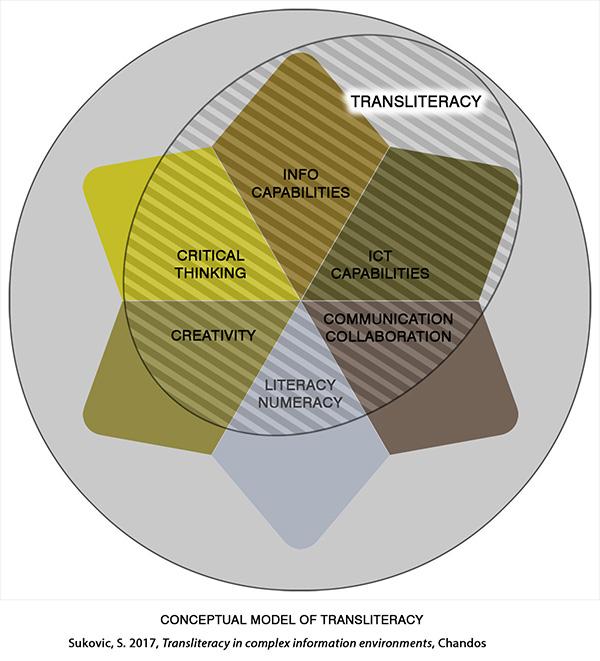 TRANSLITERACY
INFO
CAPABILITIES
CRITICAL
THINKING
ICT
CAPABILITIES
CREATIVITY
COMMUNICATION
COLLABORATION
LITERACY
NUMERACY
CONCEPTUAL MODEL OF TRANSLITERACY
Sukovic, S. 2017, Transliteracy in complex information environments, Chandos